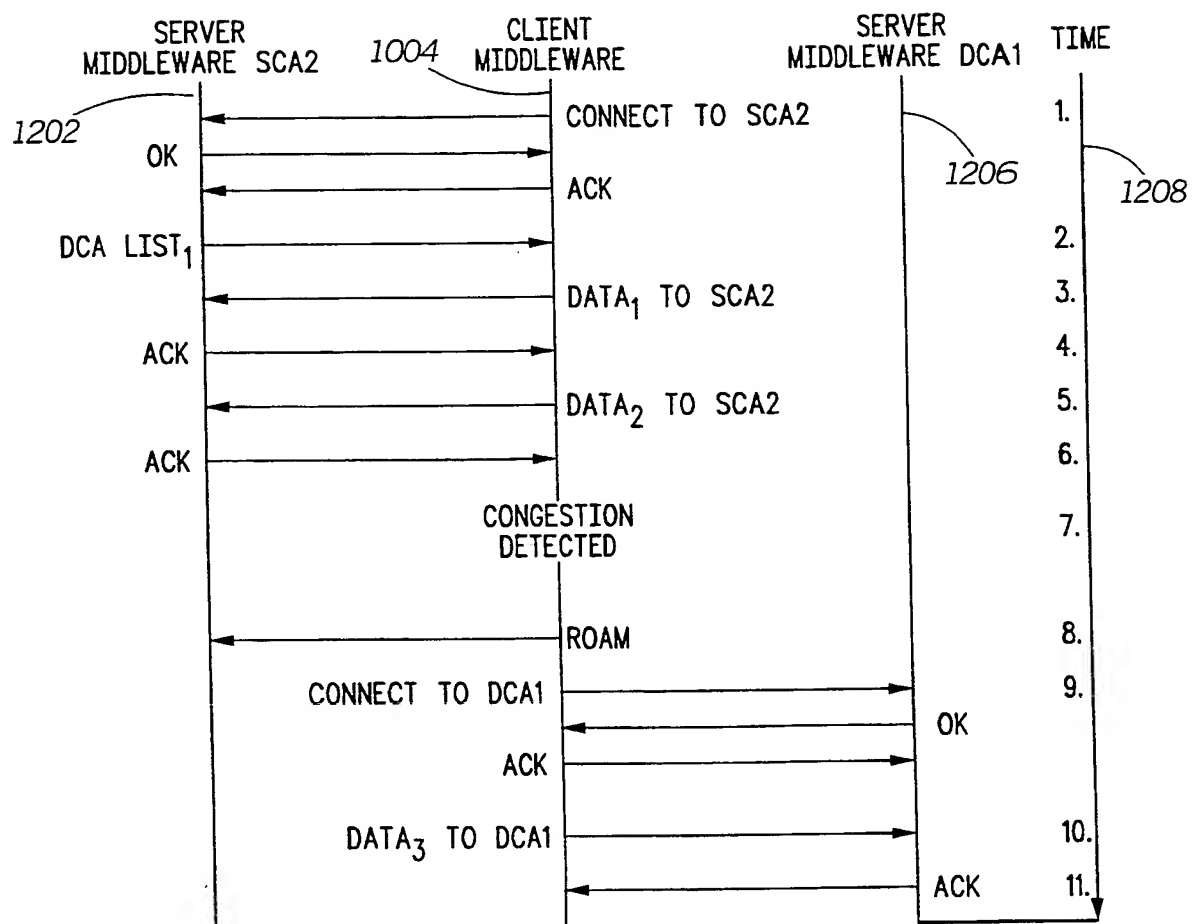 SERVER
MIDDLEWARE SCA2
1004
CLIENT
MIDDLEWARE
SERVER
MIDDLEWARE DCA1
TIME
1202
CONNECT TO SCA2
1.
OK
1206
1208
ACK
DCA LIST₁
2.
DATA₁ TO SCA2
3.
ACK
4.
DATA₂ TO SCA2
5.
ACK
6.
CONGESTION
DETECTED
7.
ROAM
8.
CONNECT TO DCA1
9.
OK
ACK
DATA₃ TO DCA1
10.
ACK
11.